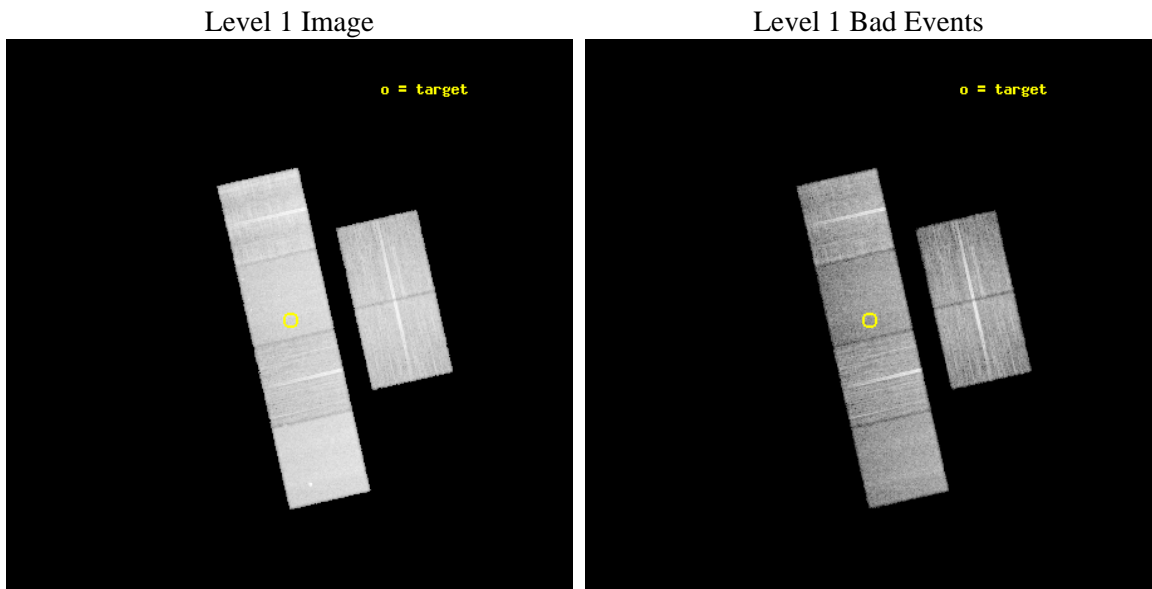 Level 1 Image
Level 1 Bad Events
o = target
o = target